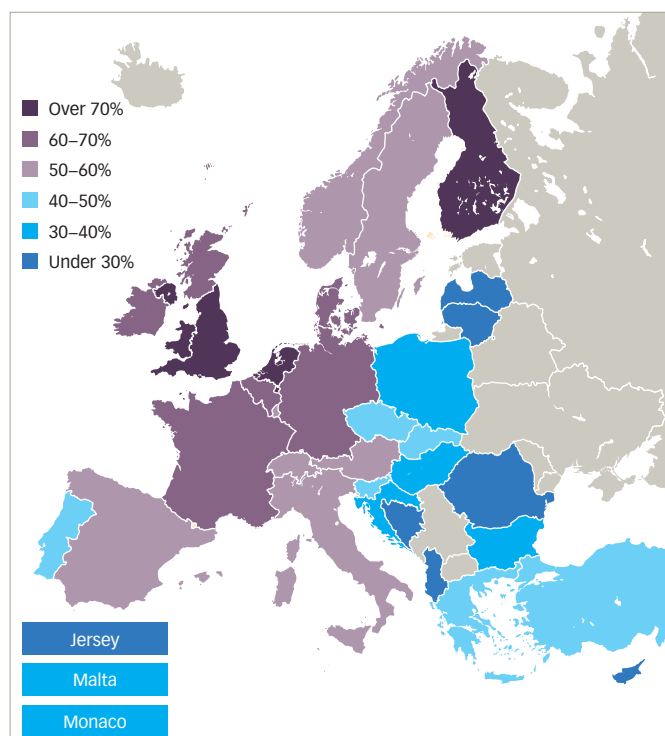 Over 70%
60–70%
50–60%
40–50%
30–40%
Under 30%
Jersey
Malta
Monaco